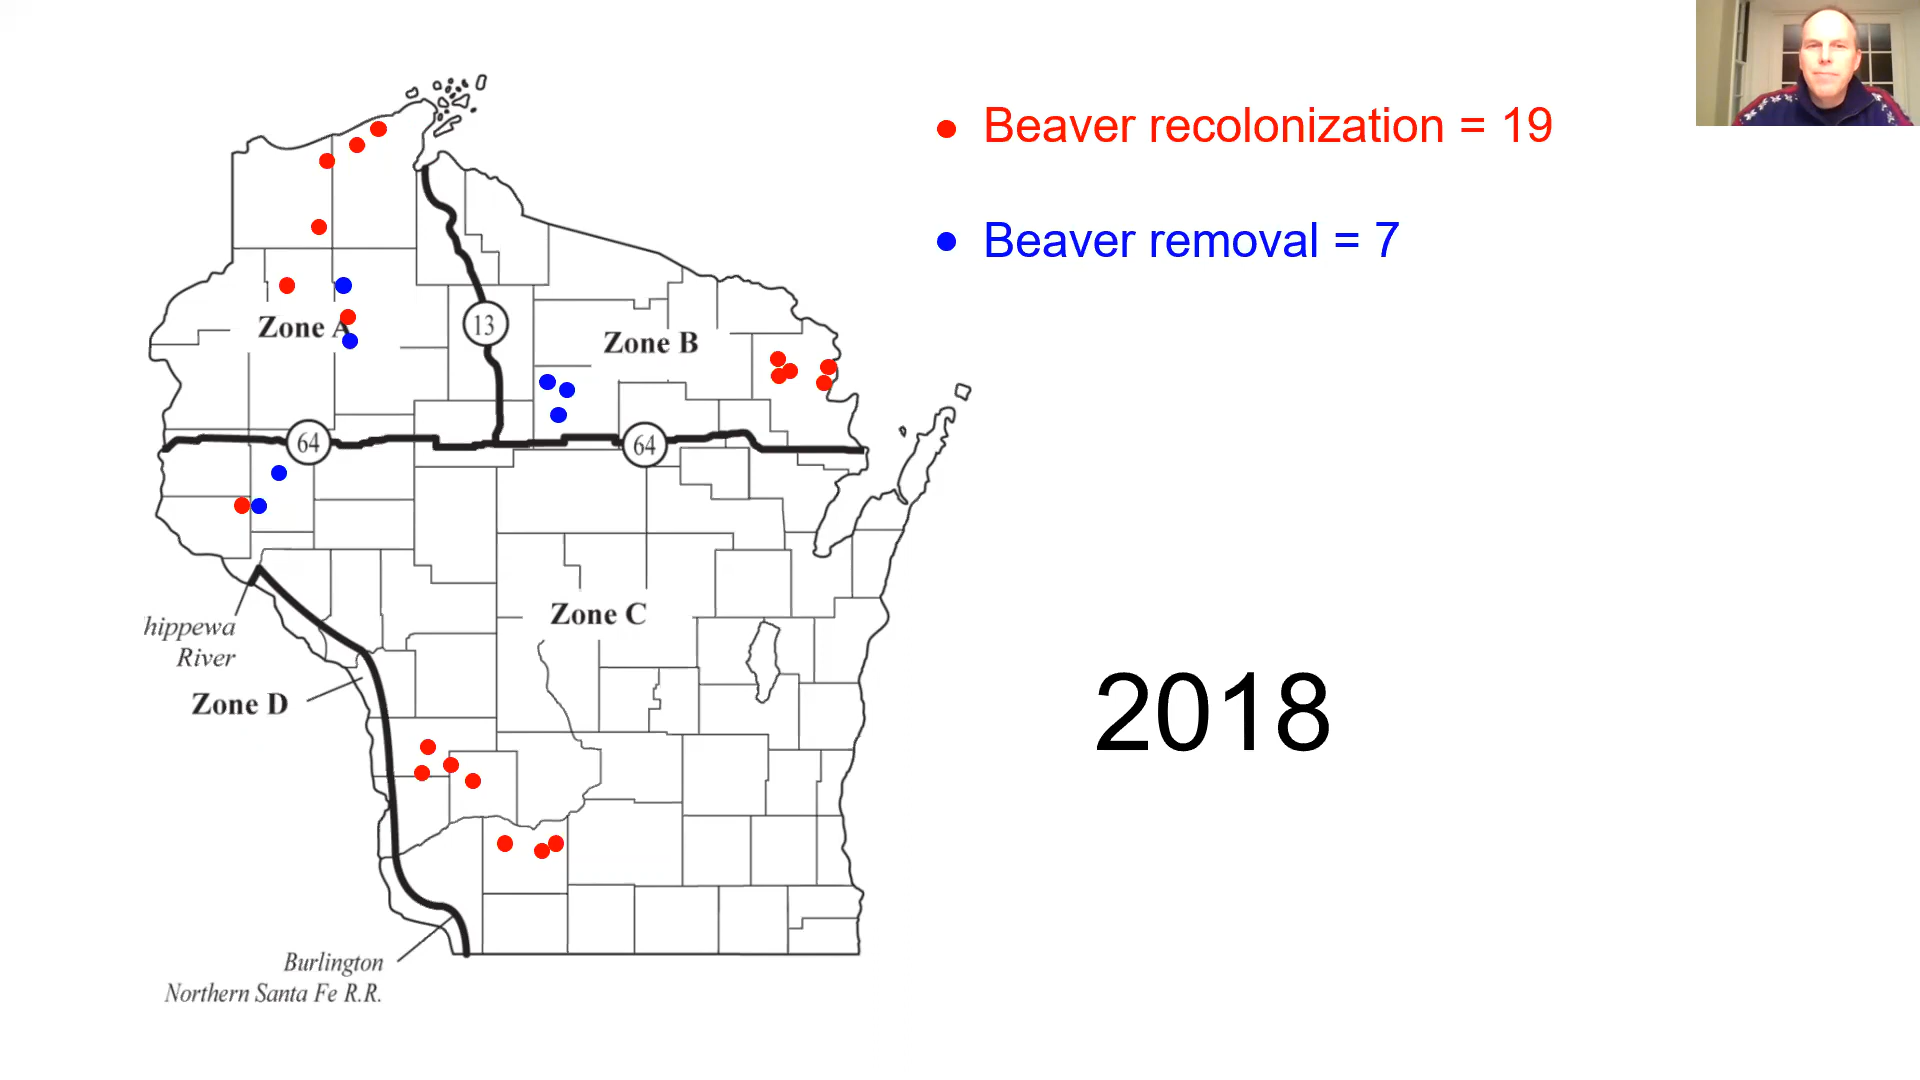 Beaver recolonization = 19
Beaver removal = 7
Zone A
13
Zone B
64
64
Zone C
hippewa
River
Zone D
2018
Burlington
Northern Santa Fe R.R.